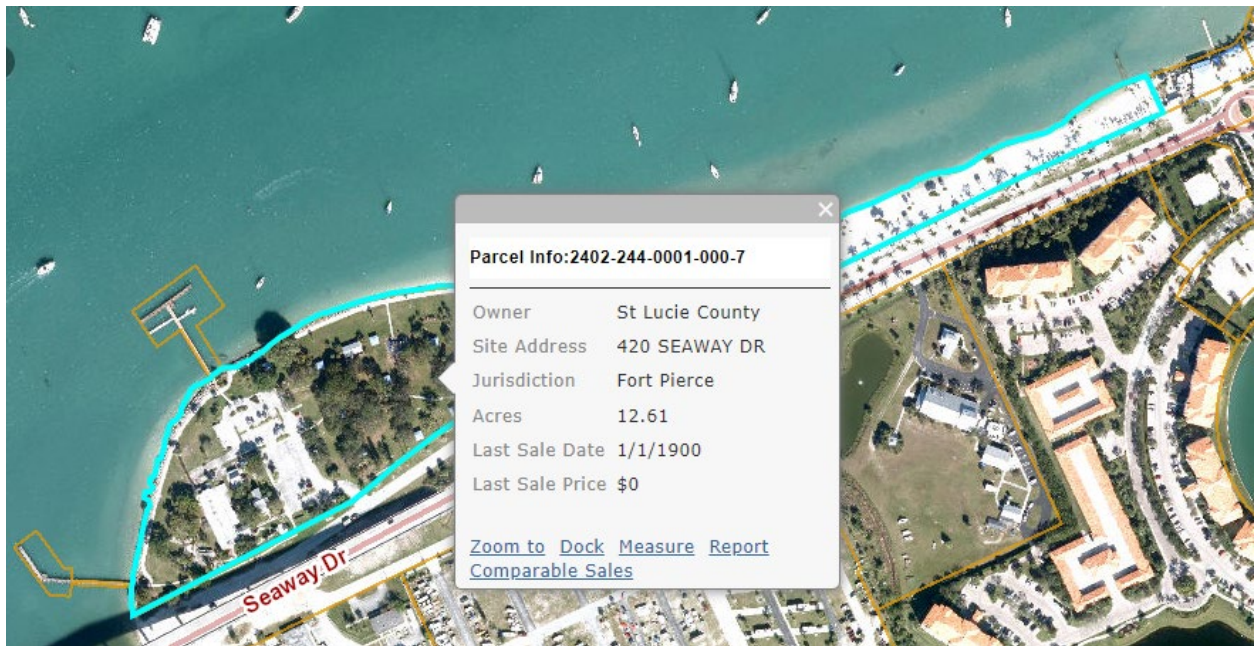 Parcel Info:2402-244-0001-000-7
Owner St Lucie County
Site Address 420 SEAWAY DR
Jurisdiction Fort Pierce
Acres 12.61
Last Sale Date 1/1/1900
Last Sale Price $0
Zoom to Dock Measure Report
Comparable Sales
Seaway Dr